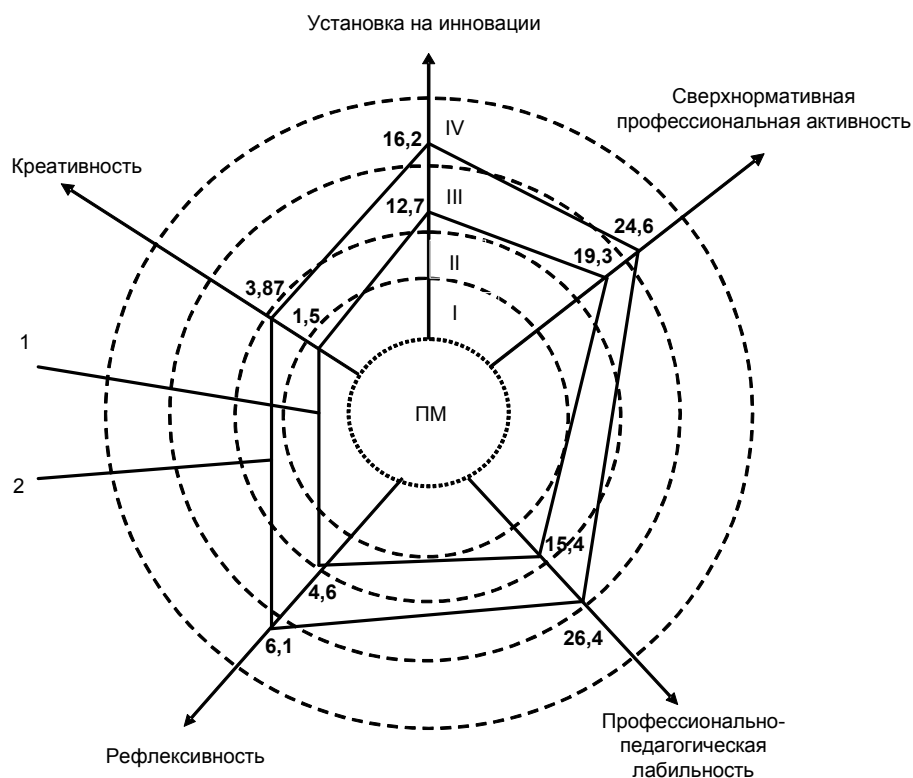 Установка на инновации
Сверхнормативная
профессиональная активность
IV
16,2
Креативность
III
12,7
24,6
19,3
II
3,87
1,5
I
1
ПМ
2
15,4
4,6
26,4
6,1
Профессионально-
педагогическая
лабильность
Рефлексивность